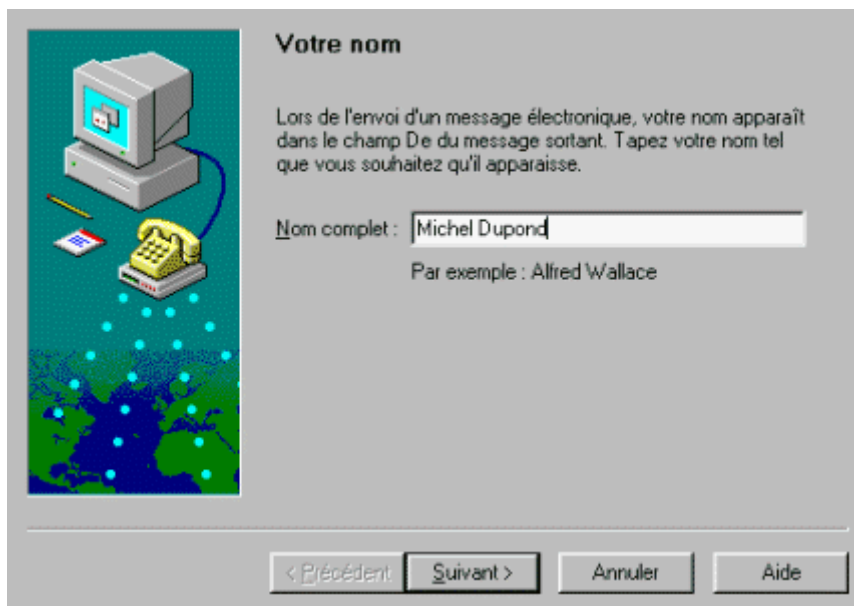 Votre nom
Lors de l'envoi d'un message électronique, votre nom apparaît
dans le champ De du message sortant. Tapez votre nom tel
que vous souhaitez qu'il apparaisse.
Nom complet : Michel Dupond
Par exemple : Alfred Wallace
< Précédent Suivant > Annuler Aide